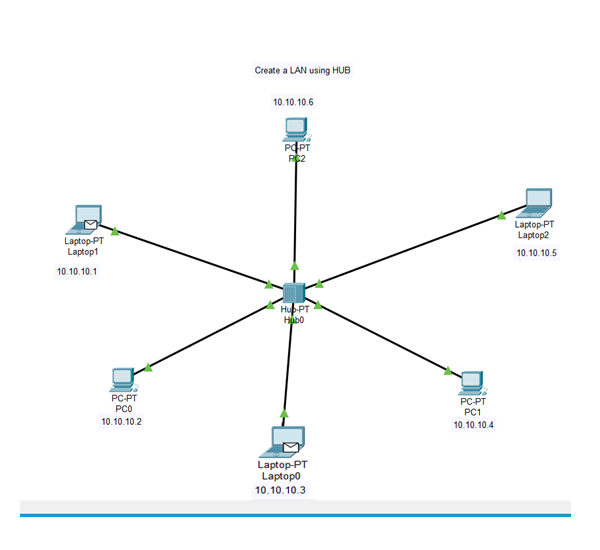 Create a LAN using HUB
10.10.10.6
PC-PT
PC2
Laptop-PT
Laptop1
10.10.10.1
Laptop-PT
Laptop2
10.10.10.5
Hub-PT
Hub0
PC-PT
PC0
10.10.10.2
PC-PT
PC1
10.10.10.4
Laptop-PT
Laptop0
10.10.10.3